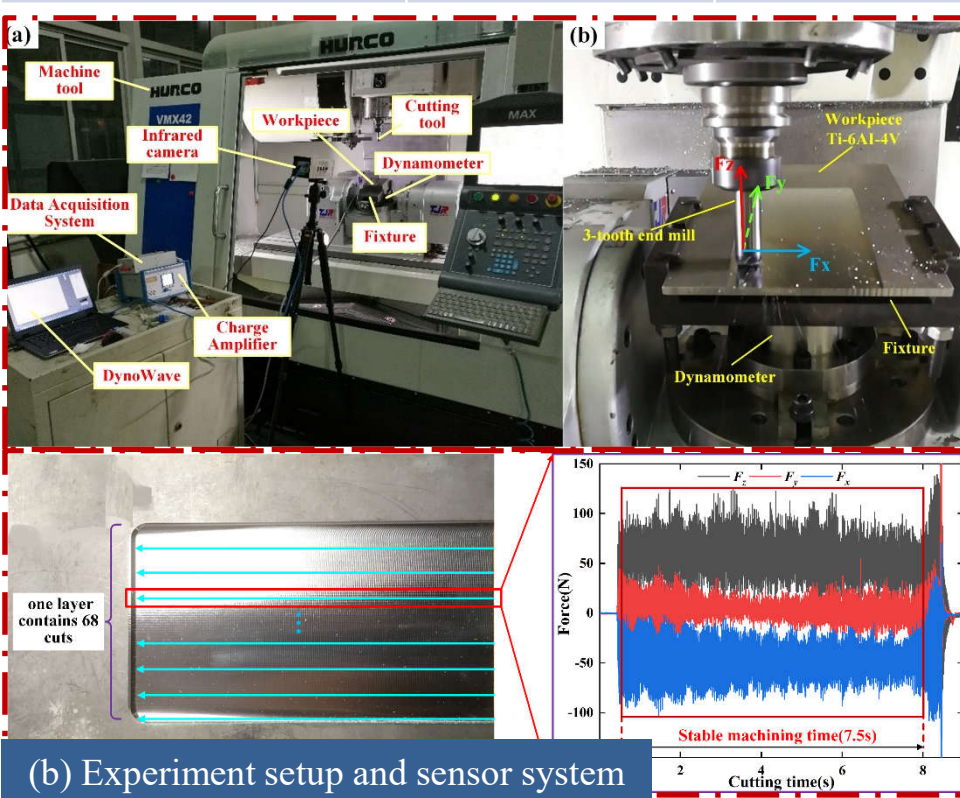 (a)
HURCO
Machine
tool
HURCO
VMX42
Infrared
camera
Workpiece
Cutting
tool
MAX
Dynamometer
Data Acquisition
System
Fixture
Charge
Amplifier
DynoWave
(b)
Workpiece
Ti-6Al-4V
Fz
Fy
3-tooth end mill
Fx
Fixture
Dynamometer
one layer
contains 68
cuts
150
100
50
0
-50
-100
Force(N)
Fz Fy Fx
Stable machining time(7.5s)
2 4 6 8
Cutting time(s)
(b) Experiment setup and sensor system